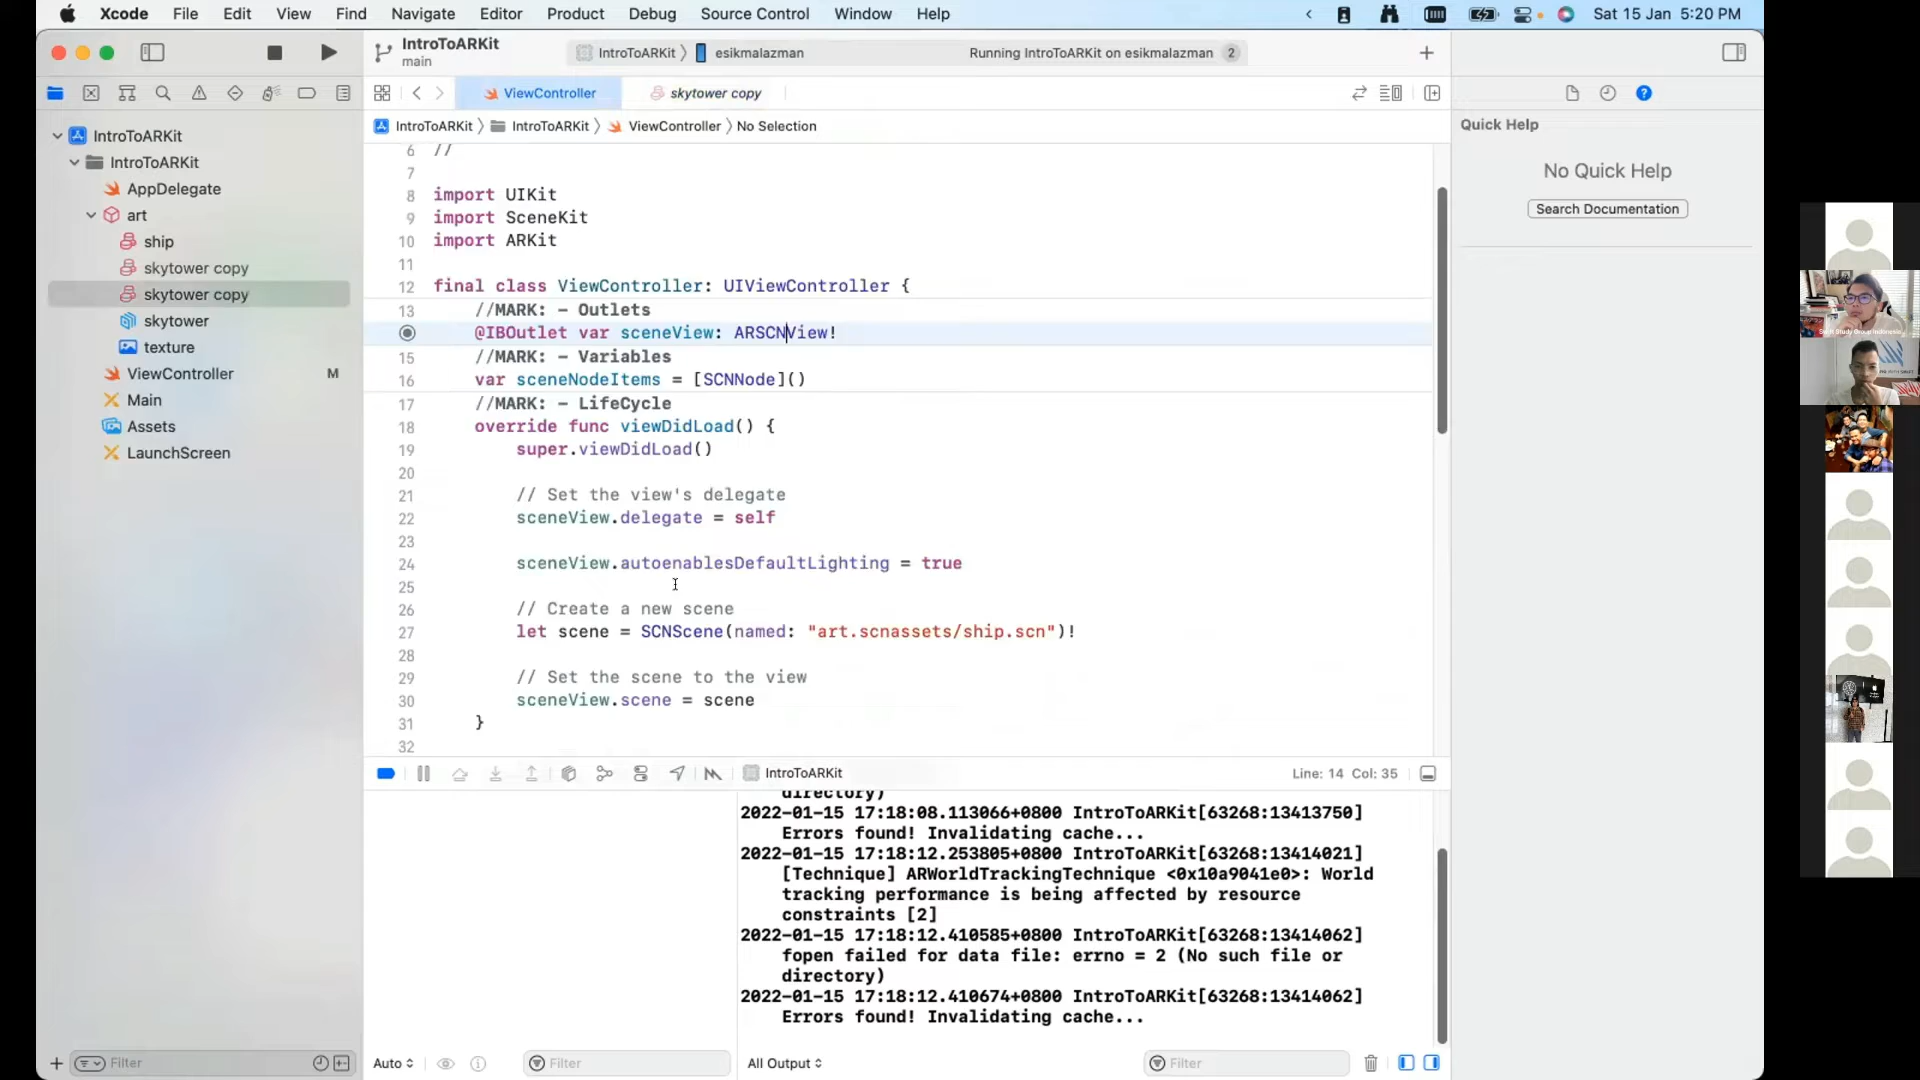 Xcode File Edit View Find Navigate Editor Product Debug Source Control Window Help Sat 15 Jan 5:20 PM
IntroToARKit
main
IntroToARKit esikmalazman Running IntroToARKit on esikmalazman 2
ViewController skytower copy
IntroToARKit IntroToARKit ViewController No Selection
IntroToARKit
IntroToARKit
AppDelegate
art
ship
skytower copy
skytower copy
skytower
texture
ViewController M
Main
Assets
LaunchScreen
6 //
7
8 import UIKit
9 import SceneKit
10 import ARKit
11
12 final class ViewController: UIViewController {
13 //MARK: - Outlets
@IBOutlet var sceneView: ARSCNView!
15 //MARK: - Variables
16 var sceneNodeItems = [SCNNode]()
17 //MARK: - LifeCycle
18 override func viewDidLoad() {
19 super.viewDidLoad()
20
21 // Set the view's delegate
22 sceneView.delegate = self
23
24 sceneView.autoenablesDefaultLighting = true
25
26 // Create a new scene
27 let scene = SCNScene(named: "art.scnassets/ship.scn")!
28
29 // Set the scene to the view
30 sceneView.scene = scene
31 }
32
IntroToARKit Line: 14 Col: 35
directory)
2022-01-15 17:18:08.113066+0800 IntroToARKit[63268:13413750]
Errors found! Invalidating cache...
2022-01-15 17:18:12.253805+0800 IntroToARKit[63268:13414021]
[Technique] ARWorldTrackingTechnique <0x10a9041e0>: World
tracking performance is being affected by resource
constraints [2]
2022-01-15 17:18:12.410585+0800 IntroToARKit[63268:13414062]
fopen failed for data file: errno = 2 (No such file or
directory)
2022-01-15 17:18:12.410674+0800 IntroToARKit[63268:13414062]
Errors found! Invalidating cache...
Filter
Auto Filter
All Output Filter
Quick Help
No Quick Help
Search Documentation